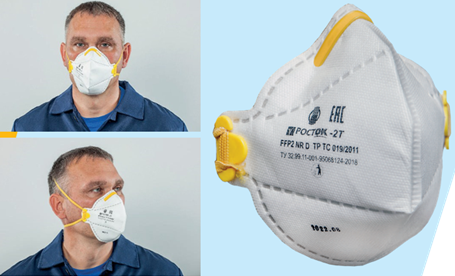 EAC
РОСТОК -2Т
FFP2 NR D ТР ТС 019/2011
ТУ 32.99.11-001-95068124-2018